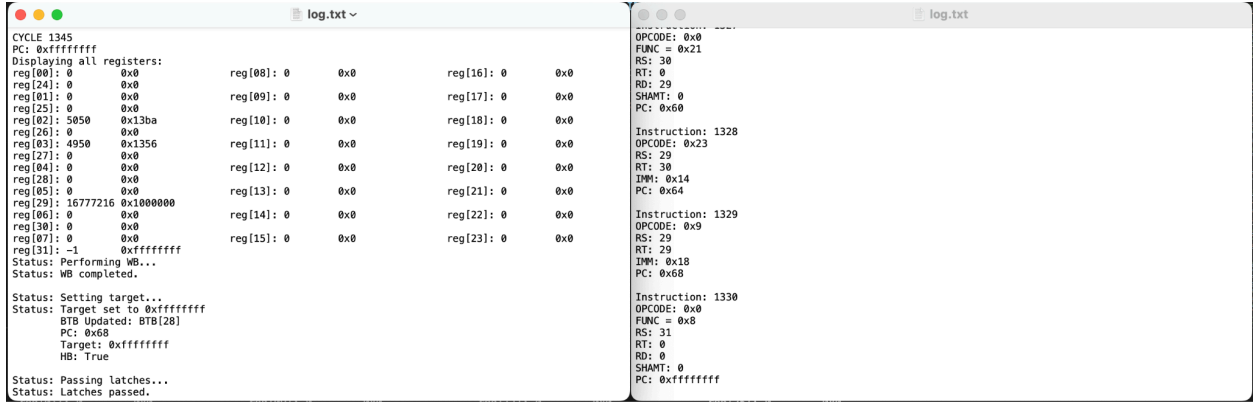 log.txt
CYCLE 1345
PC: 0xffffffff
Displaying all registers:
reg[00]: 0 0x0 reg[08]: 0 0x0 reg[16]: 0 0x0
reg[24]: 0 0x0
reg[01]: 0 0x0 reg[09]: 0 0x0 reg[17]: 0 0x0
reg[25]: 0 0x0
reg[02]: 5050 0x13ba reg[10]: 0 0x0 reg[18]: 0 0x0
reg[26]: 0 0x0
reg[03]: 4950 0x1356 reg[11]: 0 0x0 reg[19]: 0 0x0
reg[27]: 0 0x0
reg[04]: 0 0x0 reg[12]: 0 0x0 reg[20]: 0 0x0
reg[28]: 0 0x0
reg[05]: 0 0x0 reg[13]: 0 0x0 reg[21]: 0 0x0
reg[29]: 16777216 0x1000000
reg[06]: 0 0x0 reg[14]: 0 0x0 reg[22]: 0 0x0
reg[30]: 0 0x0
reg[07]: 0 0x0 reg[15]: 0 0x0 reg[23]: 0 0x0
reg[31]: -1 0xffffffff
Status: Performing WB...
Status: WB completed.
Status: Setting target...
Status: Target set to 0xffffffff
BTB Updated: BTB[28]
PC: 0x68
Target: 0xffffffff
HB: True
Status: Passing latches...
Status: Latches passed.
log.txt
OPCODE: 0x0
FUNC = 0x21
RS: 30
RT: 0
RD: 29
SHAMT: 0
PC: 0x60
Instruction: 1328
OPCODE: 0x23
RS: 29
RT: 30
IMM: 0x14
PC: 0x64
Instruction: 1329
OPCODE: 0x9
RS: 29
RT: 29
IMM: 0x18
PC: 0x68
Instruction: 1330
OPCODE: 0x0
FUNC = 0x8
RS: 31
RT: 0
RD: 0
SHAMT: 0
PC: 0xffffffff